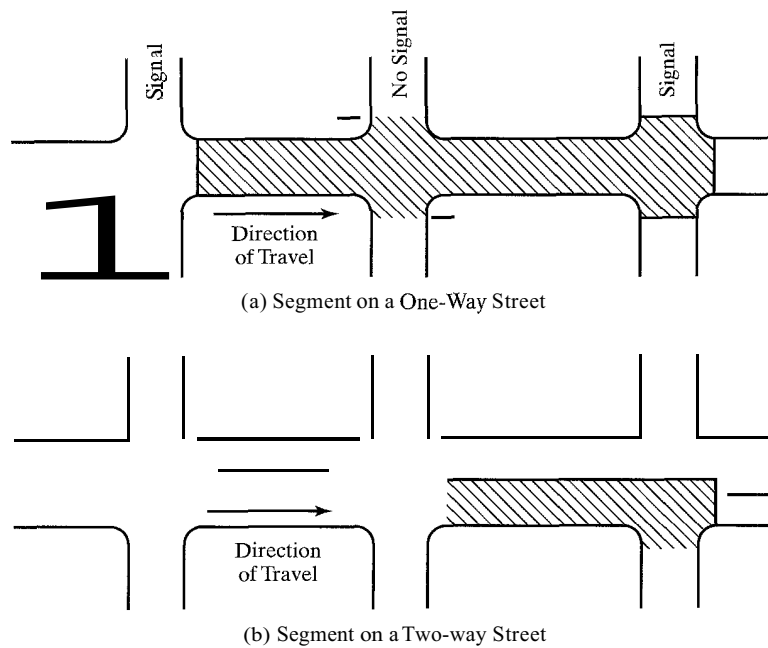 Signal
No Signal
Signal
1
Direction
of Travel
(a) Segment on a One-Way Street
Direction
of Travel
(b) Segment on a Two-way Street